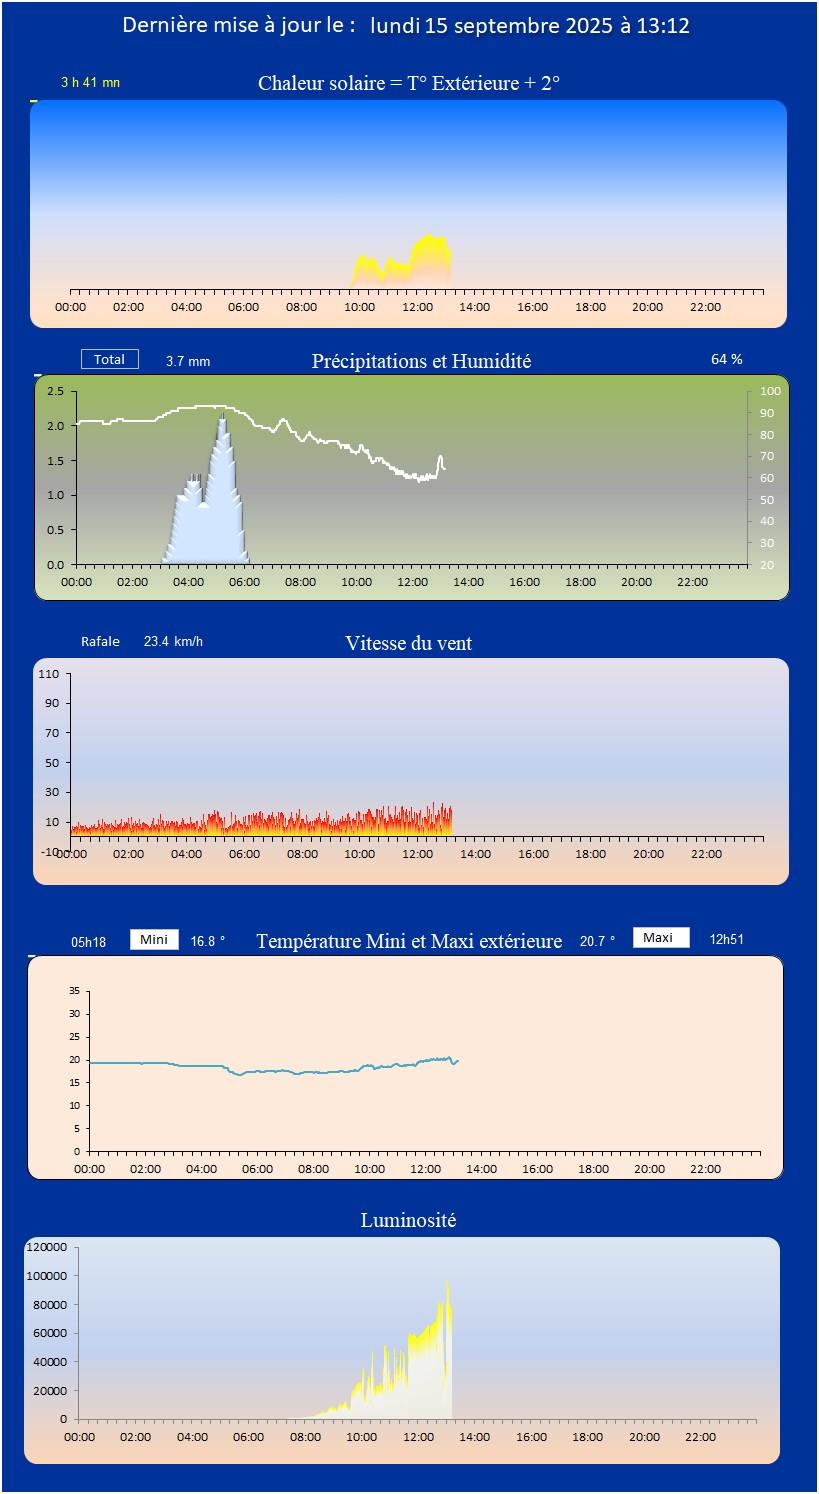 Dernière mise à jour le : lundi 15 septembre 2025 à 13:12
3 h 41 mn Chaleur solaire = T° Extérieure + 2°
00:00 02:00 04:00 06:00 08:00 10:00 12:00 14:00 16:00 18:00 20:00 22:00
Total 3.7 mm Précipitations et Humidité 64 %
2.5 100
90
2.0 80
1.5 70
60
1.0 50
40
0.5 30
0.0 20
00:00 02:00 04:00 06:00 08:00 10:00 12:00 14:00 16:00 18:00 20:00 22:00
Rafale 23.4 km/h Vitesse du vent
110
90
70
50
30
10
-10
00:00 02:00 04:00 06:00 08:00 10:00 12:00 14:00 16:00 18:00 20:00 22:00
05h18 Mini 16.8 ° Température Mini et Maxi extérieure 20.7 ° Maxi 12h51
35
30
25
20
15
10
5
0
00:00 02:00 04:00 06:00 08:00 10:00 12:00 14:00 16:00 18:00 20:00 22:00
Luminosité
120000
100000
80000
60000
40000
20000
0
00:00 02:00 04:00 06:00 08:00 10:00 12:00 14:00 16:00 18:00 20:00 22:00